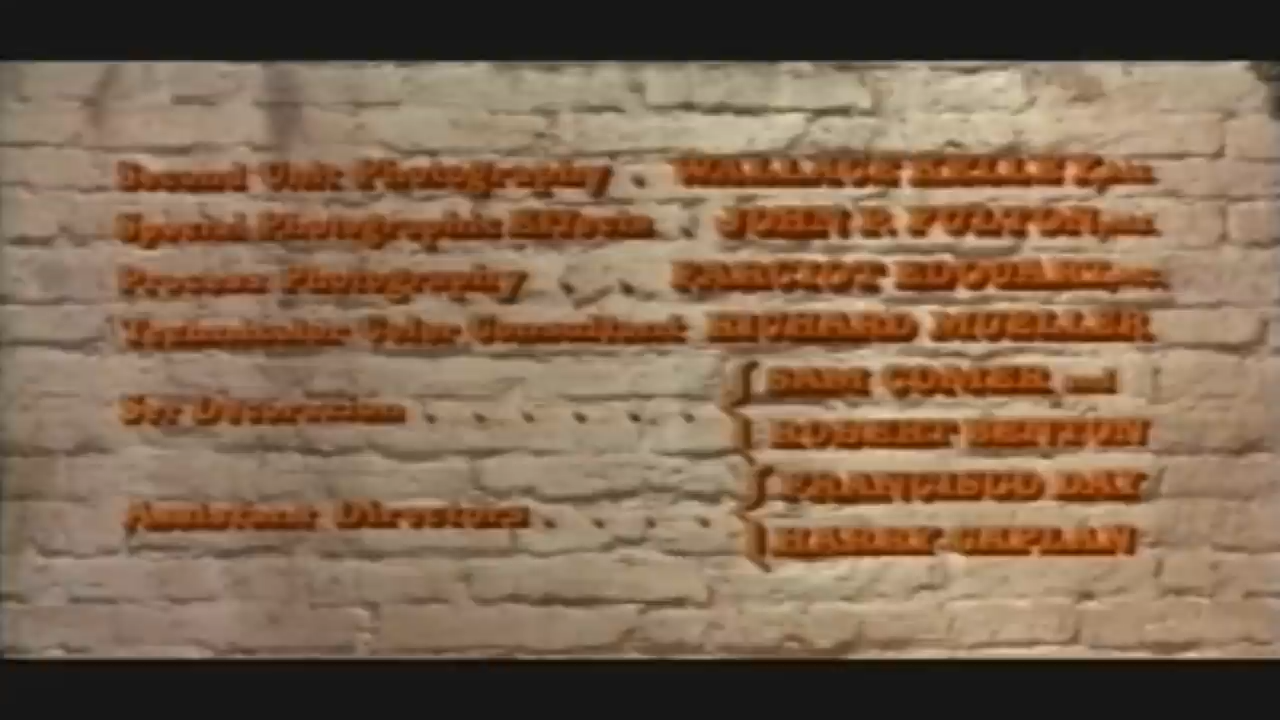 Second Unit Photography . WALLACE KELLEY, A.S.C.
Special Photographic Effects . JOHN P. FULTON, A.S.C.
Process Photography . . FARCIOT EDOUART, A.S.C.
Technicolor Color Consultant RICHARD MUELLER
Set Decoration . . . . . . { SAM COMER and
ROBERT BENTON
Assistant Directors . . . . { FRANCISCO DAY
HARRY CAPLAN